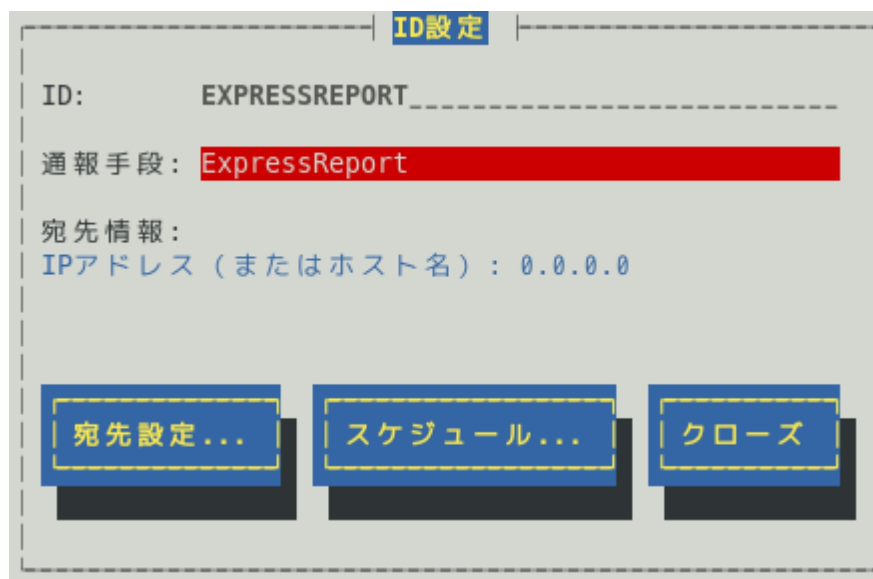 ID設定
ID: EXPRESSREPORT___________________________
通報手段: ExpressReport
宛先情報:
IPアドレス (またはホスト名) : 0.0.0.0
宛先設定... スケジュール... クローズ